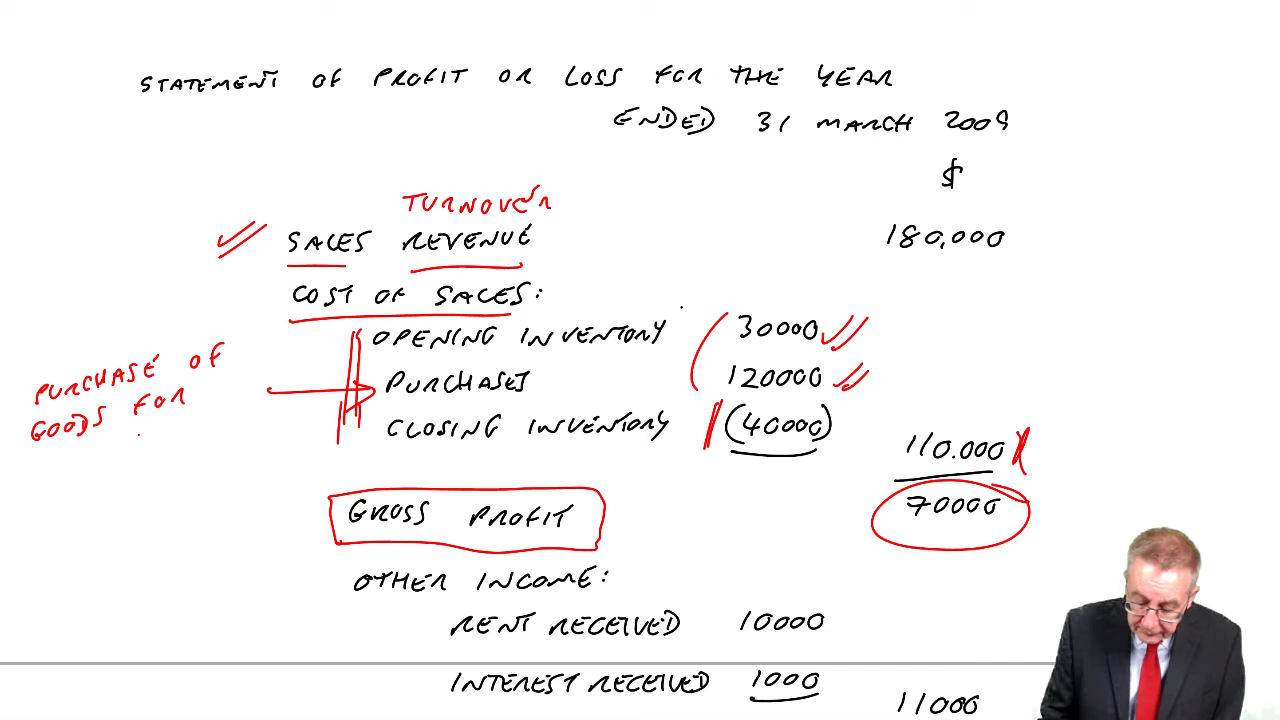 STATEMENT OF PROFIT OR LOSS FOR THE YEAR
ENDED 31 MARCH 2009
$
TURNOVER
SALES REVENUE 180,000
COST OF SALES:
OPENING INVENTORY 30000
PURCHASES 120000
CLOSING INVENTORY (40000)
110.000
PURCHASE OF
GOODS FOR
GROSS PROFIT 70000
OTHER INCOME:
RENT RECEIVED 10000
INTEREST RECEIVED 1000
11000